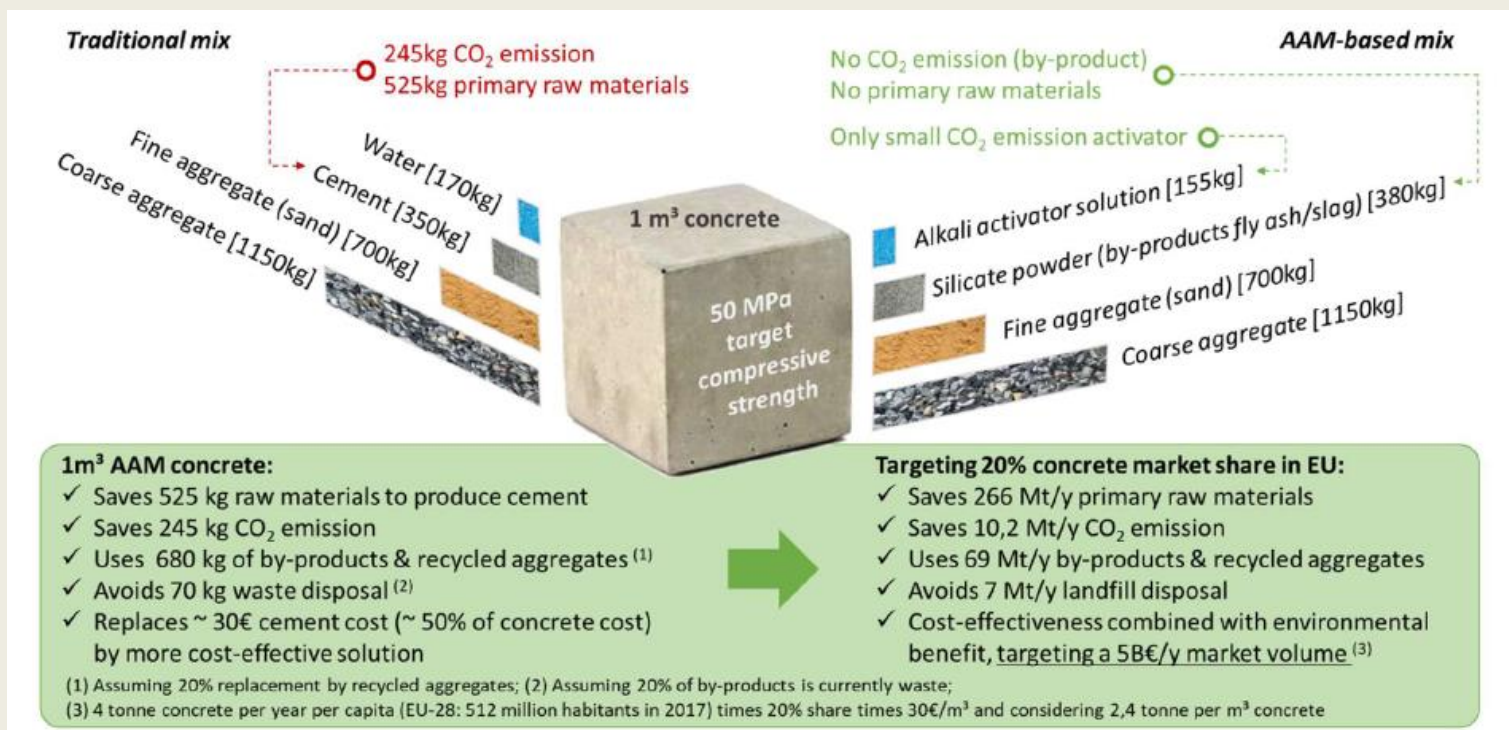 Traditional mix
245kg CO₂ emission
525kg primary raw materials
Water [170kg]
Cement [350kg]
Fine aggregate (sand) [700kg]
Coarse aggregate [1150kg]
1 m³ concrete
50 MPa
target
compressive
strength
AAM-based mix
No CO₂ emission (by-product)
No primary raw materials
Only small CO₂ emission activator
Alkali activator solution [155kg]
Silicate powder (by-products fly ash/slag) [380kg]
Fine aggregate (sand) [700kg]
Coarse aggregate [1150kg]
1m³ AAM concrete:
✓ Saves 525 kg raw materials to produce cement
✓ Saves 245 kg CO₂ emission
✓ Uses 680 kg of by-products & recycled aggregates (1)
✓ Avoids 70 kg waste disposal (2)
✓ Replaces ~ 30€ cement cost (~ 50% of concrete cost)
by more cost-effective solution
Targeting 20% concrete market share in EU:
✓ Saves 266 Mt/y primary raw materials
✓ Saves 10,2 Mt/y CO₂ emission
✓ Uses 69 Mt/y by-products & recycled aggregates
✓ Avoids 7 Mt/y landfill disposal
✓ Cost-effectiveness combined with environmental
benefit, targeting a 5B€/y market volume (3)
(1) Assuming 20% replacement by recycled aggregates; (2) Assuming 20% of by-products is currently waste;
(3) 4 tonne concrete per year per capita (EU-28: 512 million habitants in 2017) times 20% share times 30€/m³ and considering 2,4 tonne per m³ concrete